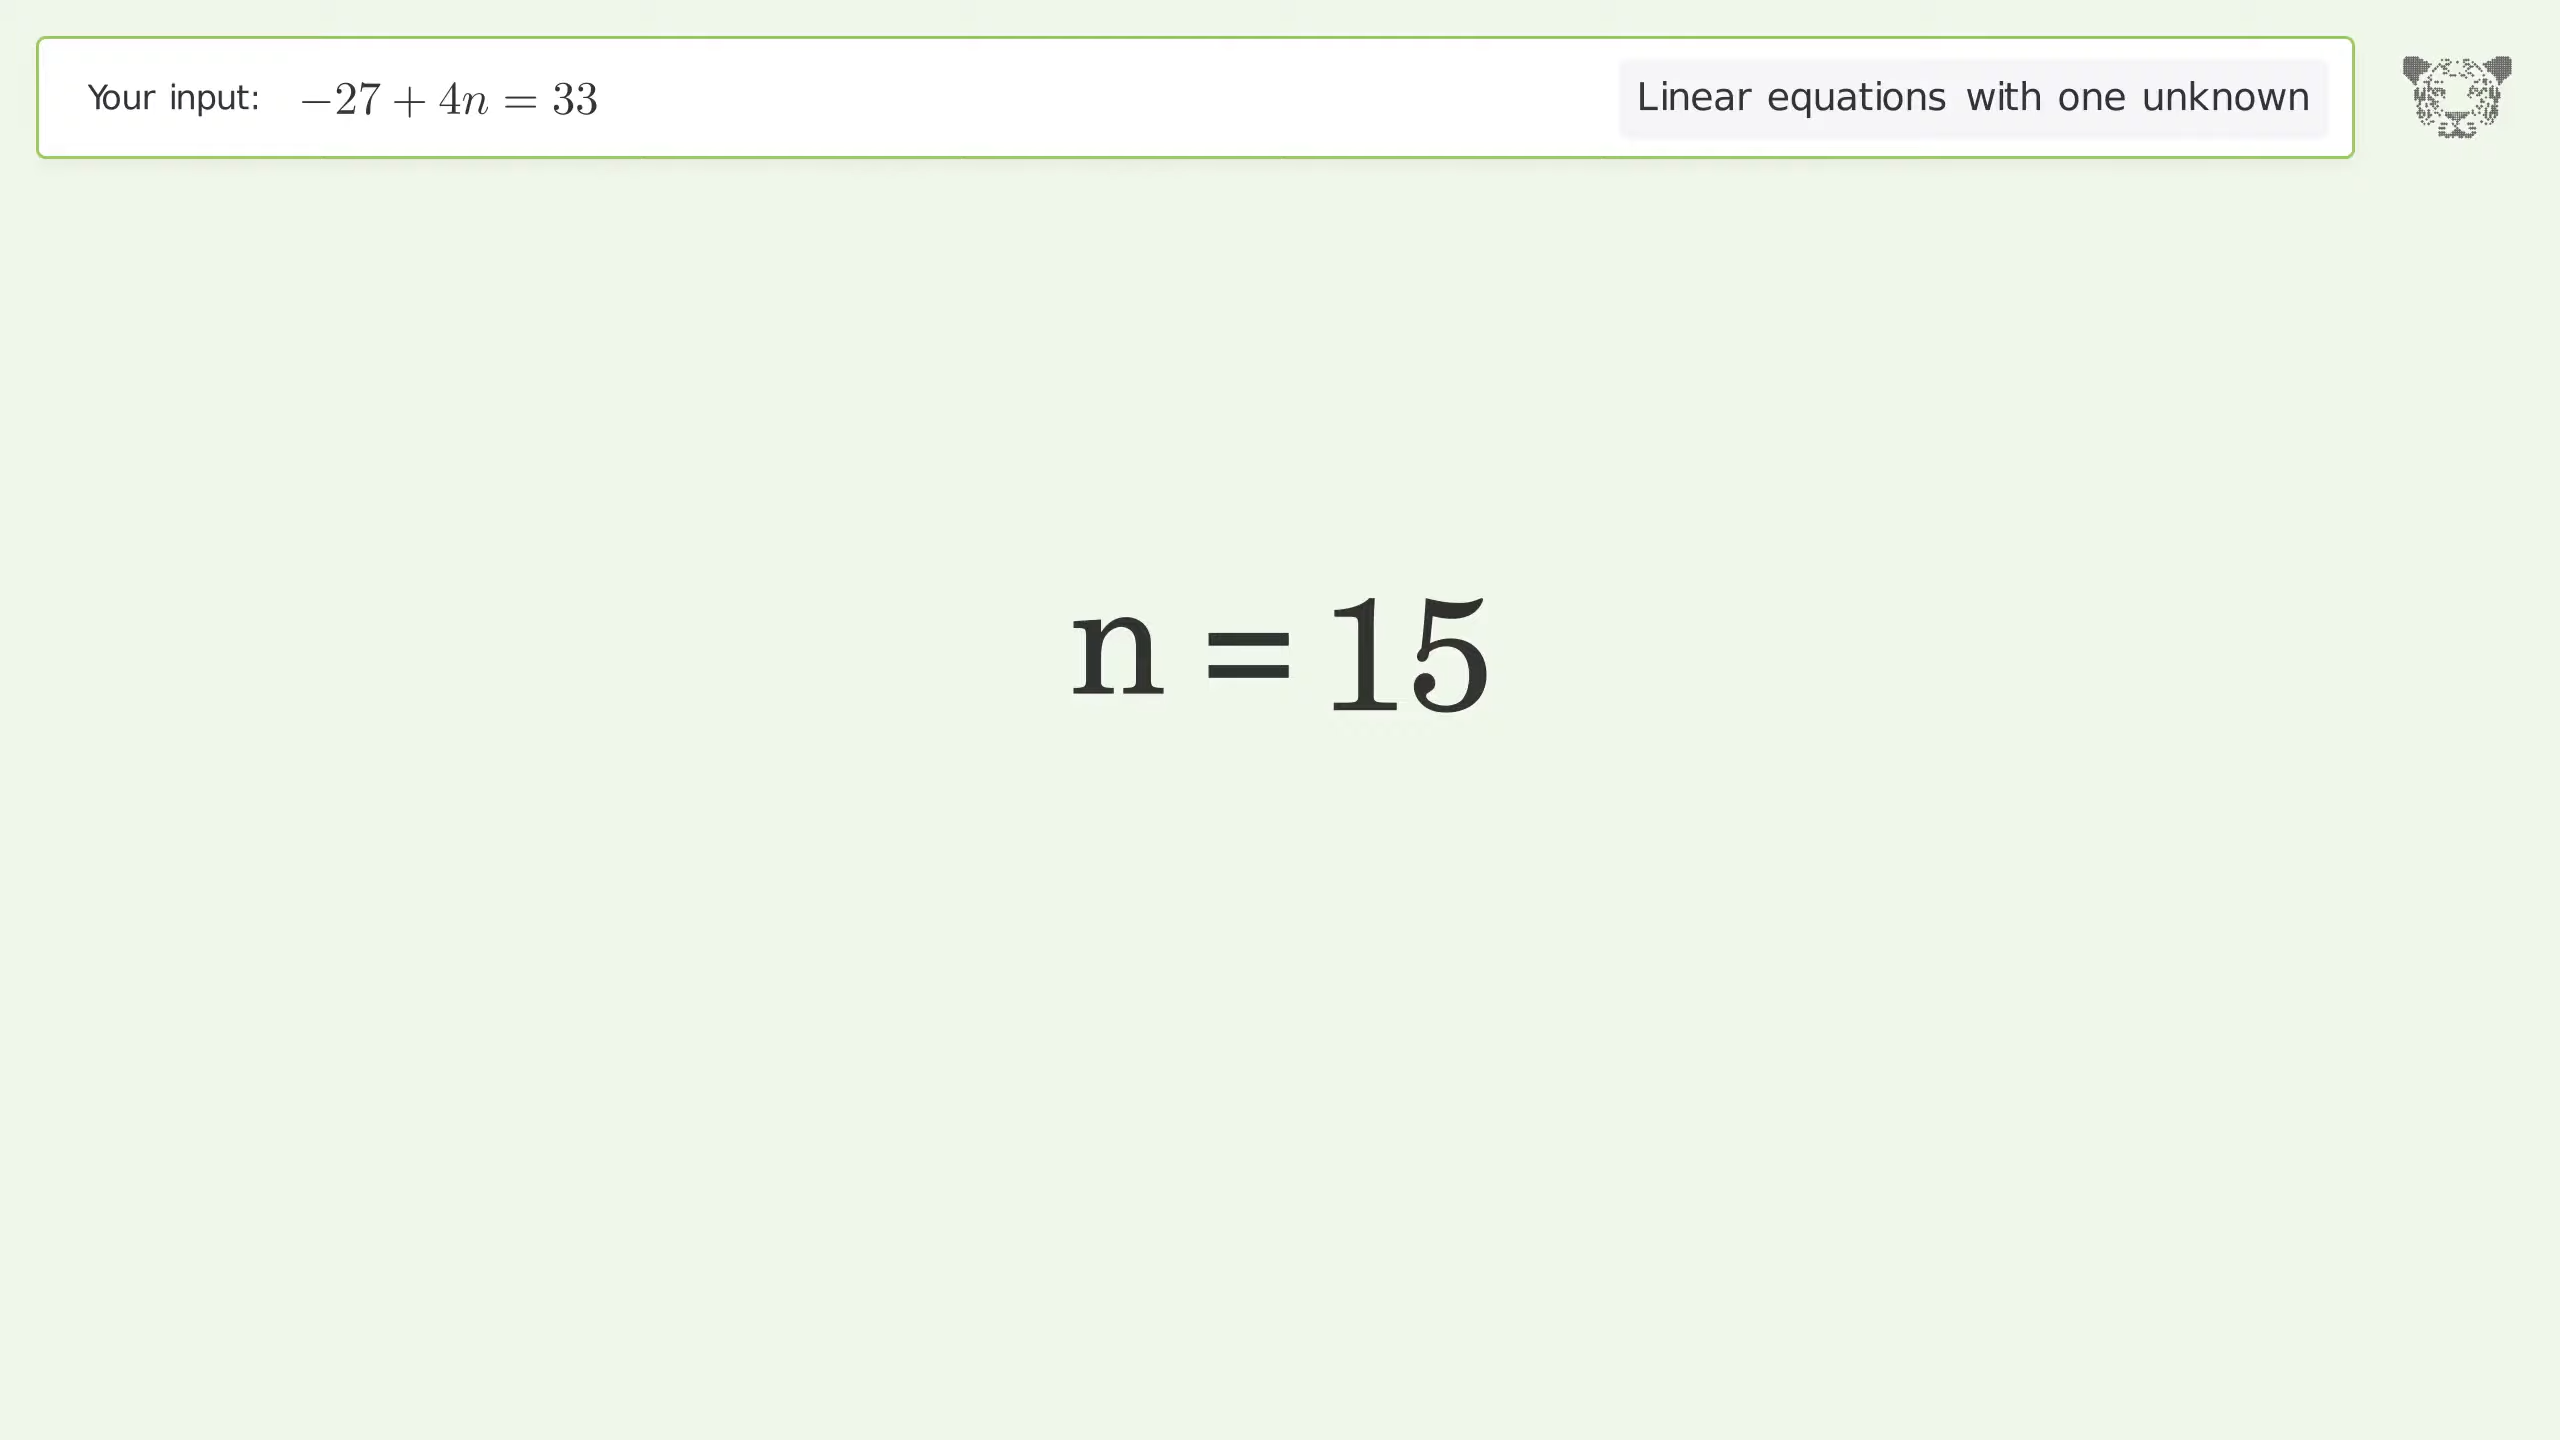 Your input: −27 + 4n = 33
Linear equations with one unknown
n = 15